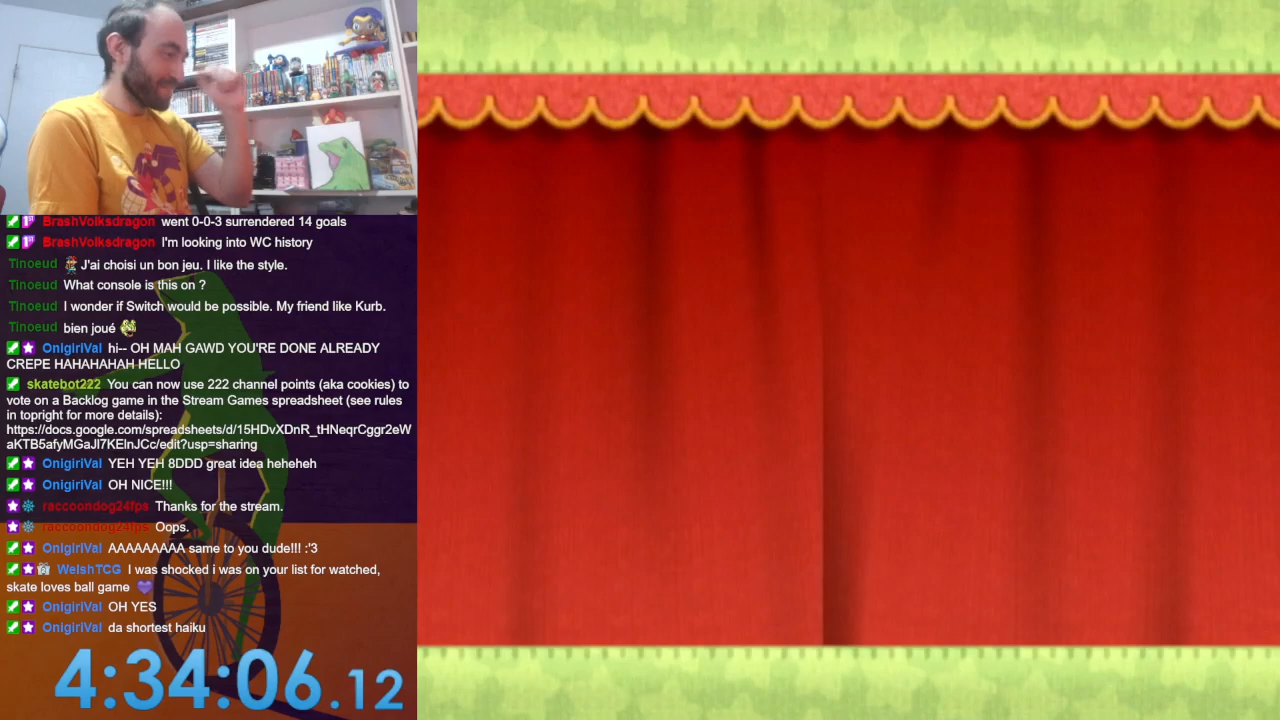 BrashVolksdragon went 0-0-3 surrendered 14 goals
BrashVolksdragon I'm looking into WC history
Tinoeud J'ai choisi un bon jeu. I like the style.
Tinoeud What console is this on ?
Tinoeud I wonder if Switch would be possible. My friend like Kurb.
Tinoeud bien joué
OnigiriVal hi-- OH MAH GAWD YOU'RE DONE ALREADY
CREPE HAHAHAHAH HELLO
skatebot222 You can now use 222 channel points (aka cookies) to
vote on a Backlog game in the Stream Games spreadsheet (see rules
in topright for more details):
https://docs.google.com/spreadsheets/d/15HDvXDnR_tHNeqrCggr2eW
aKTB5afyMGaJl7KElnJCc/edit?usp=sharing
OnigiriVal YEH YEH 8DDD great idea heheheh
OnigiriVal OH NICE!!!
raccoondog24fps Thanks for the stream.
raccoondog24fps Oops.
OnigiriVal AAAAAAAAA same to you dude!!! :'3
WelshTCG I was shocked i was on your list for watched,
skate loves ball game
OnigiriVal OH YES
OnigiriVal da shortest haiku
4:34:06.12